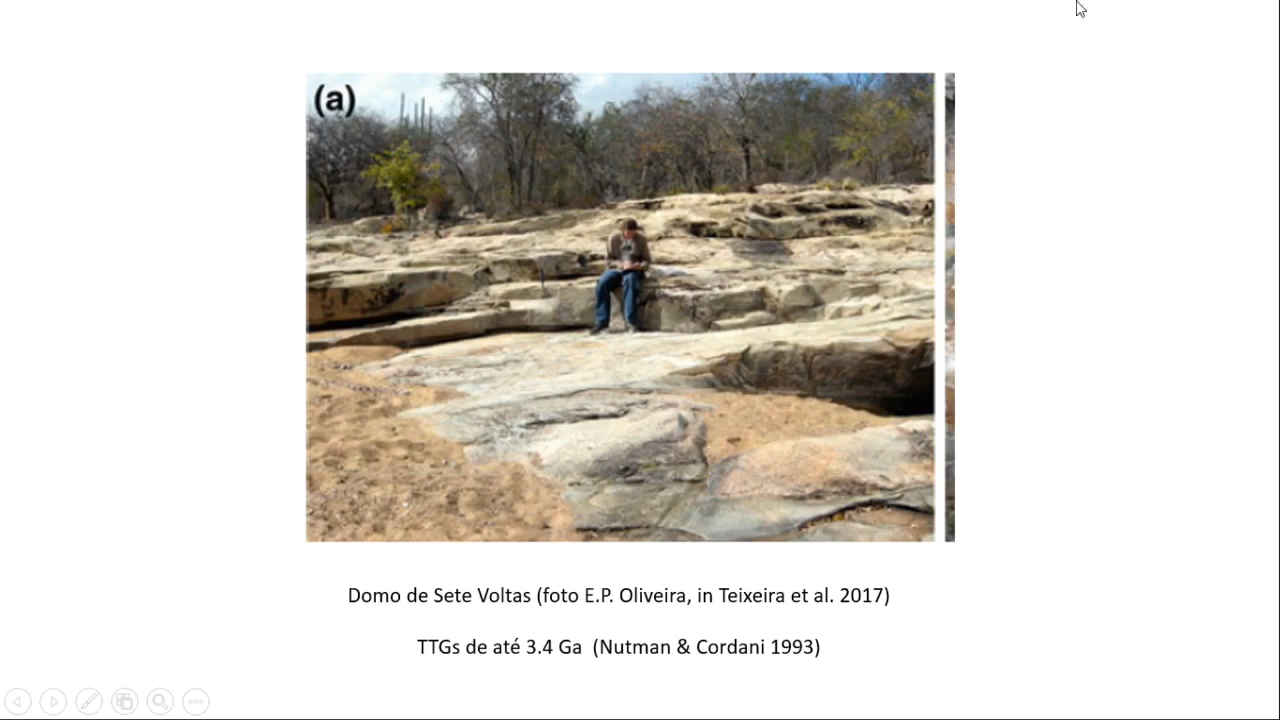 (a)
Domo de Sete Voltas (foto E.P. Oliveira, in Teixeira et al. 2017)
TTGs de até 3.4 Ga (Nutman & Cordani 1993)